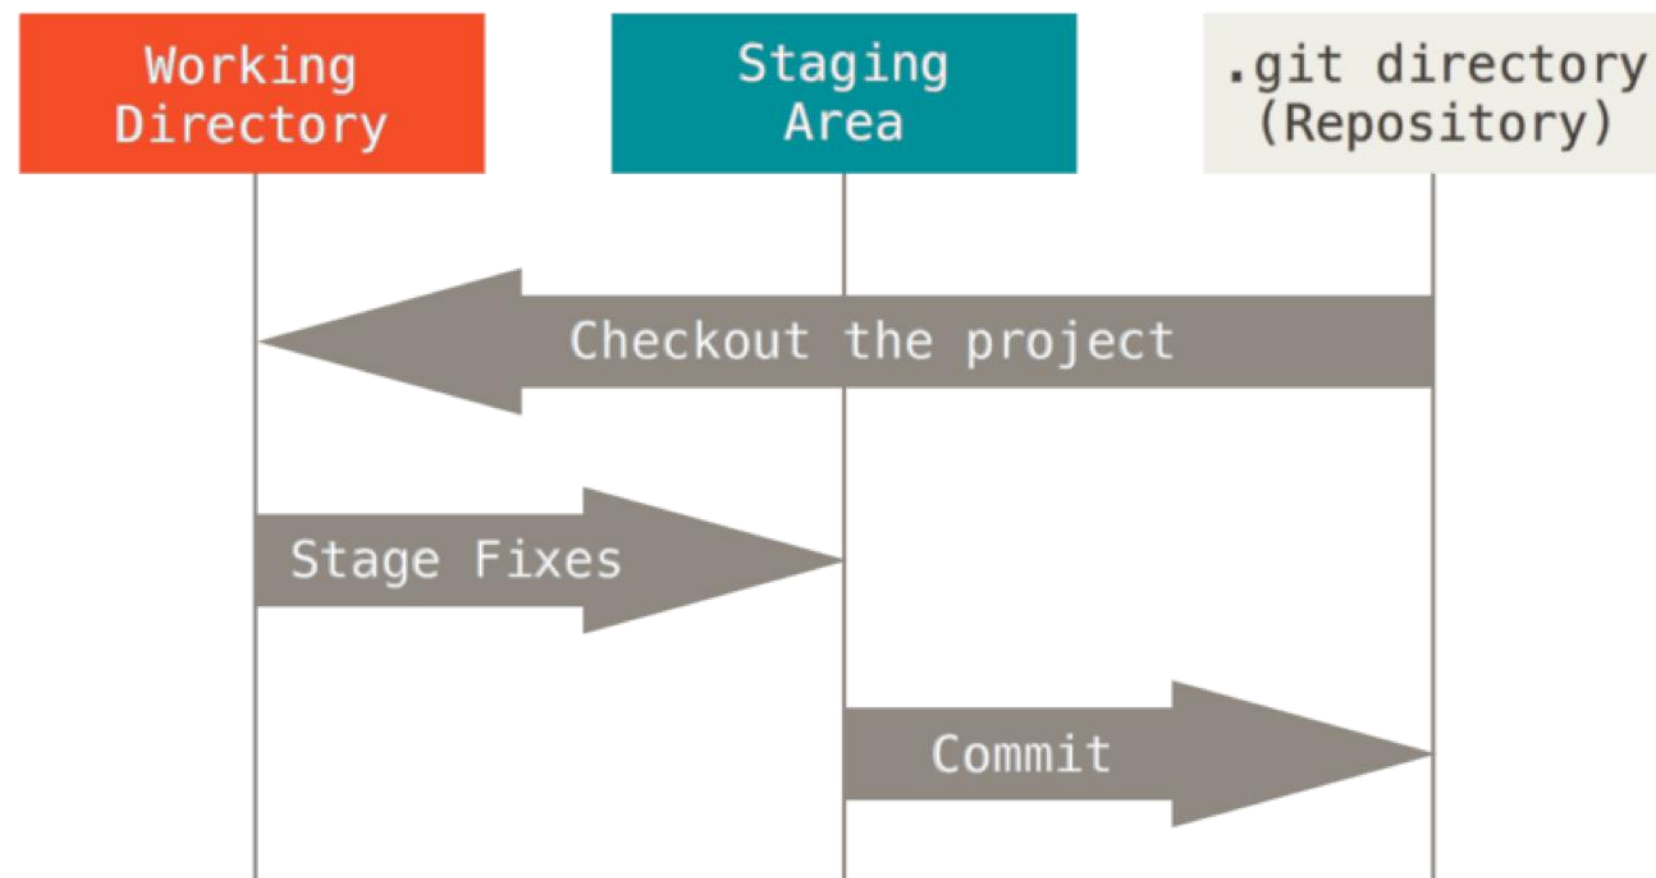 Working
Directory
Staging
Area
.git directory
(Repository)
Checkout the project
Stage Fixes
Commit